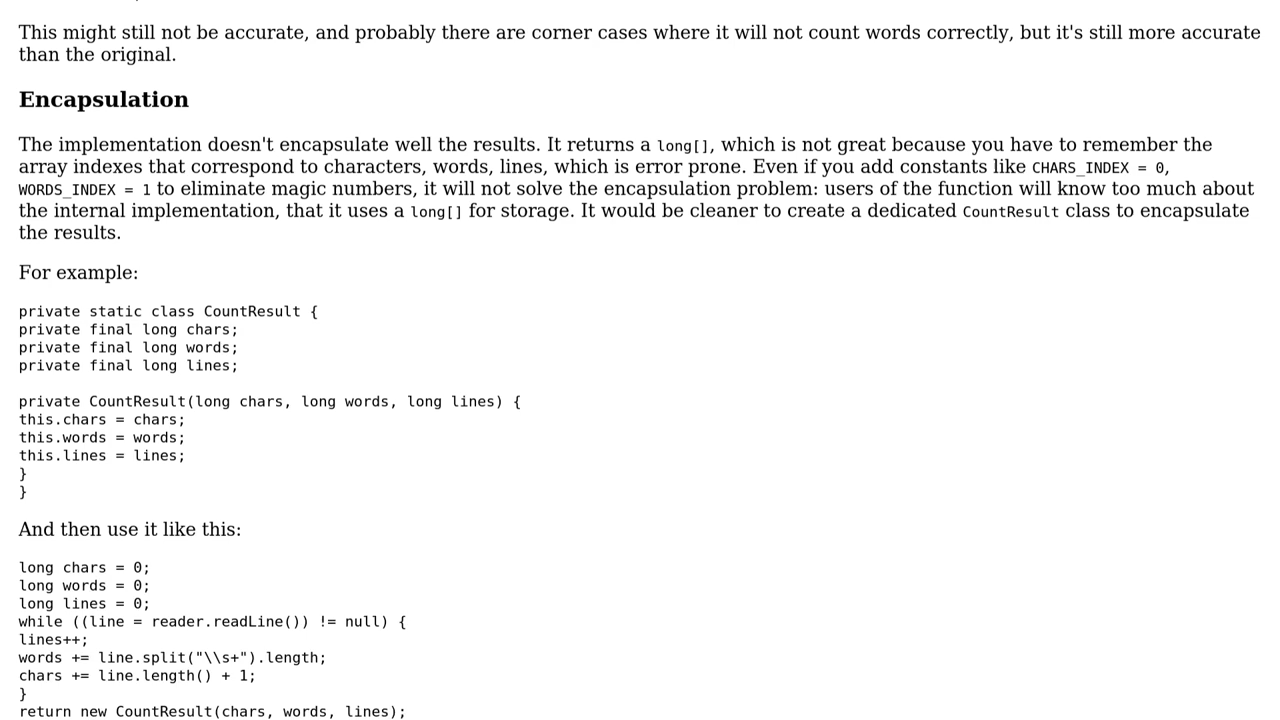 This might still not be accurate, and probably there are corner cases where it will not count words correctly, but it's still more accurate
than the original.
Encapsulation
The implementation doesn't encapsulate well the results. It returns a long[], which is not great because you have to remember the
array indexes that correspond to characters, words, lines, which is error prone. Even if you add constants like CHARS_INDEX = 0,
WORDS_INDEX = 1 to eliminate magic numbers, it will not solve the encapsulation problem: users of the function will know too much about
the internal implementation, that it uses a long[] for storage. It would be cleaner to create a dedicated CountResult class to encapsulate
the results.
For example:
private static class CountResult {
private final long chars;
private final long words;
private final long lines;
private CountResult(long chars, long words, long lines) {
this.chars = chars;
this.words = words;
this.lines = lines;
}
}
And then use it like this:
long chars = 0;
long words = 0;
long lines = 0;
while ((line = reader.readLine()) != null) {
lines++;
words += line.split("\\s+").length;
chars += line.length() + 1;
}
return new CountResult(chars, words, lines);